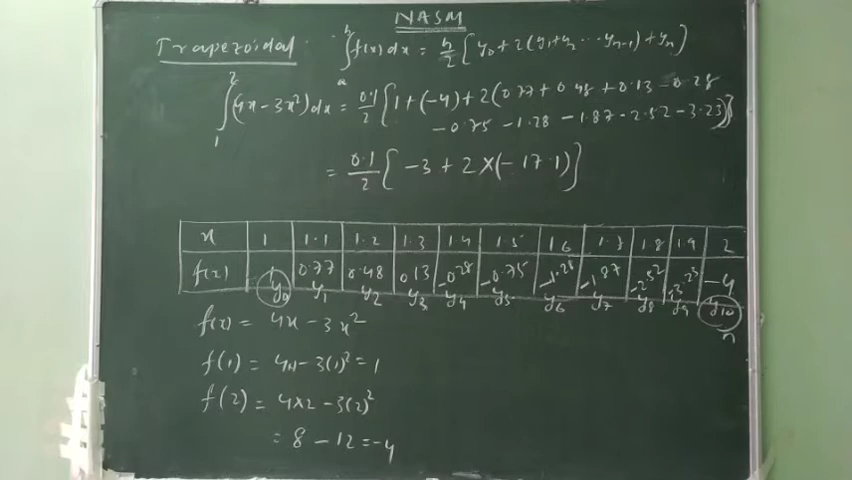 NASM
Trapezoidal. ∫ₐᵇ f(x)dx = h/2 [y₀ + 2(y₁+y₂ ... yₙ₋₁) + yₙ]
∫₁² (4x-3x²)dx = 0.1/2 [1+(-4)+2(0.77+0.48+0.13-0.28
-0.75-1.28-1.87-2.52-3.23)]
= 0.1/2 [-3+2×(-17.1)]
x 1 1.1 1.2 1.3 1.4 1.5 1.6 1.7 1.8 1.9 2
f(x) 1 0.77 0.48 0.13 -0.28 -0.75 -1.28 -1.87 -2.52 -3.23 -4
y₀ y₁ y₂ y₃ y₄ y₅ y₆ y₇ y₈ y₉ y₁₀
n
f(x) = 4x-3x²
f(1) = 4×1-3(1)²=1
f(2) = 4×2-3(2)²
= 8-12=-4